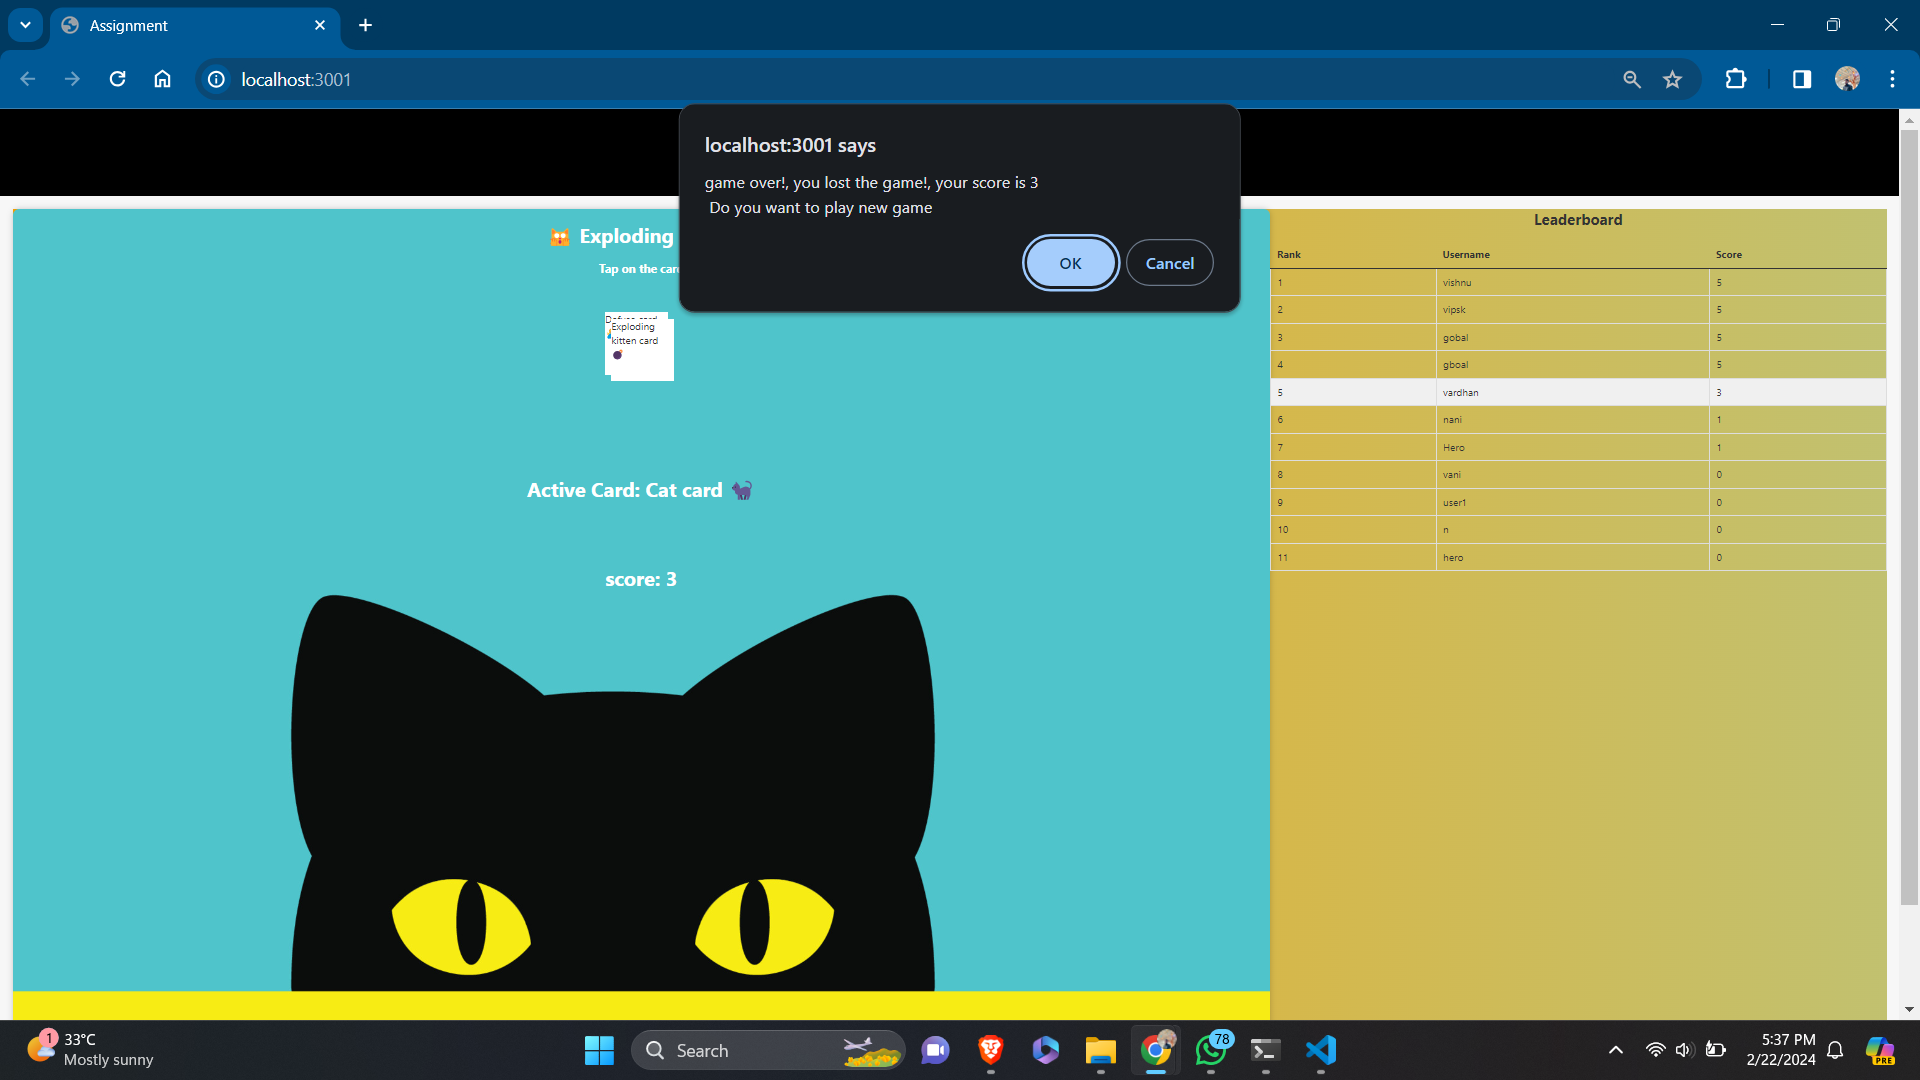 Assignment
localhost:3001
localhost:3001 says
game over!, you lost the game!, your score is 3
Do you want to play new game
OK
Cancel
Exploding
Tap on the car
Exploding
kitten card
Active Card: Cat card
score: 3
Leaderboard
Rank Username Score
1 vishnu 5
2 vipsk 5
3 gobal 5
4 gboal 5
5 vardhan 3
6 nani 1
7 Hero 1
8 vani 0
9 user1 0
10 n 0
11 hero 0
1
33°C
Mostly sunny
Search
78
5:37 PM
2/22/2024
PRE